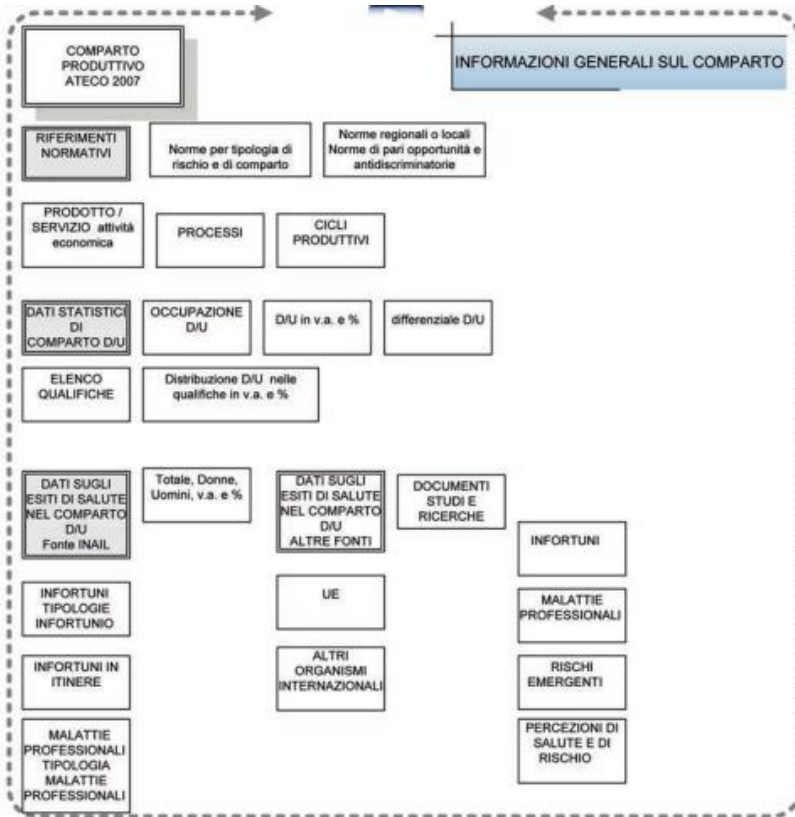 COMPARTO
PRODUTTIVO
ATECO 2007
INFORMAZIONI GENERALI SUL COMPARTO
RIFERIMENTI
NORMATIVI
Norme per tipologia di
rischio e di comparto
Norme regionali o locali
Norme di pari opportunità e
antidiscriminatorie
PRODOTTO /
SERVIZIO attività
economica
PROCESSI
CICLI
PRODUTTIVI
DATI STATISTICI
DI
COMPARTO D/U
OCCUPAZIONE
D/U
D/U in v.a. e %
differenziale D/U
ELENCO
QUALIFICHE
Distribuzione D/U nelle
qualifiche in v.a. e %
DATI SUGLI
ESITI DI SALUTE
NEL COMPARTO
D/U
Fonte INAIL
Totale, Donne,
Uomini, v.a. e %
DATI SUGLI
ESITI DI SALUTE
NEL COMPARTO
D/U
ALTRE FONTI
DOCUMENTI
STUDI E
RICERCHE
INFORTUNI
INFORTUNI
TIPOLOGIE
INFORTUNIO
UE
MALATTIE
PROFESSIONALI
INFORTUNI IN
ITINERE
ALTRI
ORGANISMI
INTERNAZIONALI
RISCHI
EMERGENTI
MALATTIE
PROFESSIONALI
TIPOLOGIA
MALATTIE
PROFESSIONALI
PERCEZIONI DI
SALUTE E DI
RISCHIO